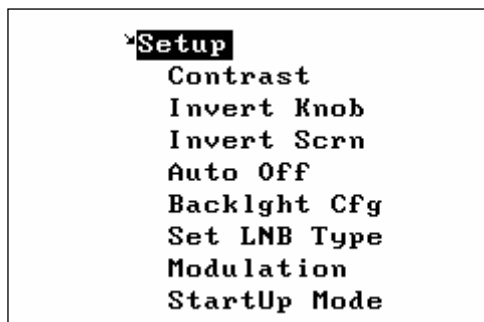 Setup
Contrast
Invert Knob
Invert Scrn
Auto Off
Backlght Cfg
Set LNB Type
Modulation
StartUp Mode